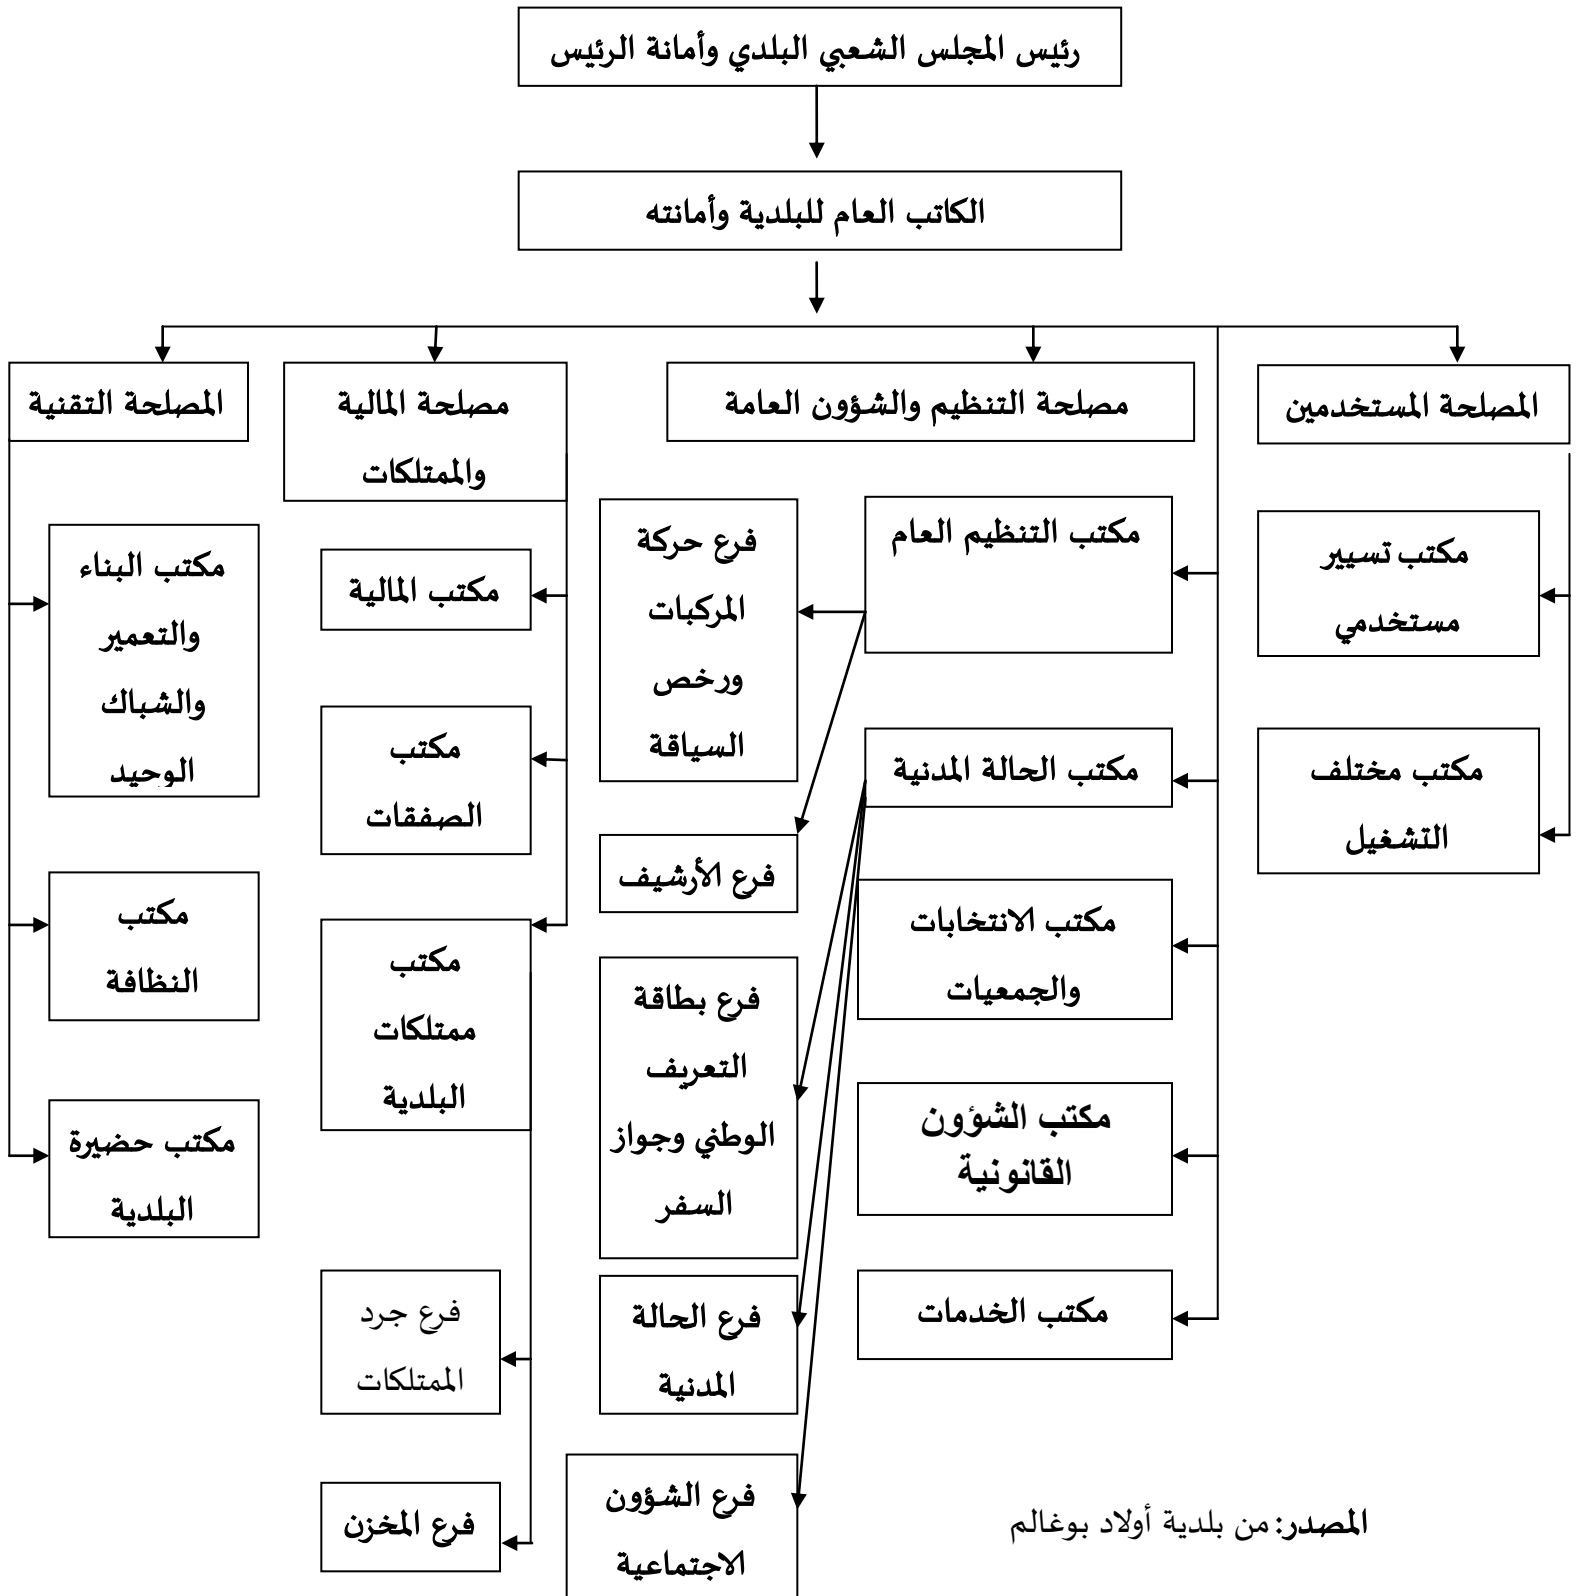 رئيس المجلس الشعبي البلدي وأمانة الرئيس
الكاتب العام للبلدية وأمانته
المصلحة المستخدمين
مكتب تسيير
مستخدمي
مكتب مختلف
التشغيل
مصلحة التنظيم والشؤون العامة
مكتب التنظيم العام
فرع حركة
المركبات
ورخص
السياقة
فرع الأرشيف
مكتب الحالة المدنية
فرع بطاقة
التعريف
الوطني وجواز
السفر
فرع الحالة
المدنية
فرع الشؤون
الاجتماعية
مكتب الانتخابات
والجمعيات
مكتب الشؤون
القانونية
مكتب الخدمات
مصلحة المالية
والممتلكات
مكتب المالية
مكتب
الصفقات
مكتب
ممتلكات
البلدية
فرع جرد
الممتلكات
فرع المخزن
المصلحة التقنية
مكتب البناء
والتعمير
والشباك
الوحيد
مكتب
النظافة
مكتب حضيرة
البلدية
المصدر: من بلدية أولاد بوغالم